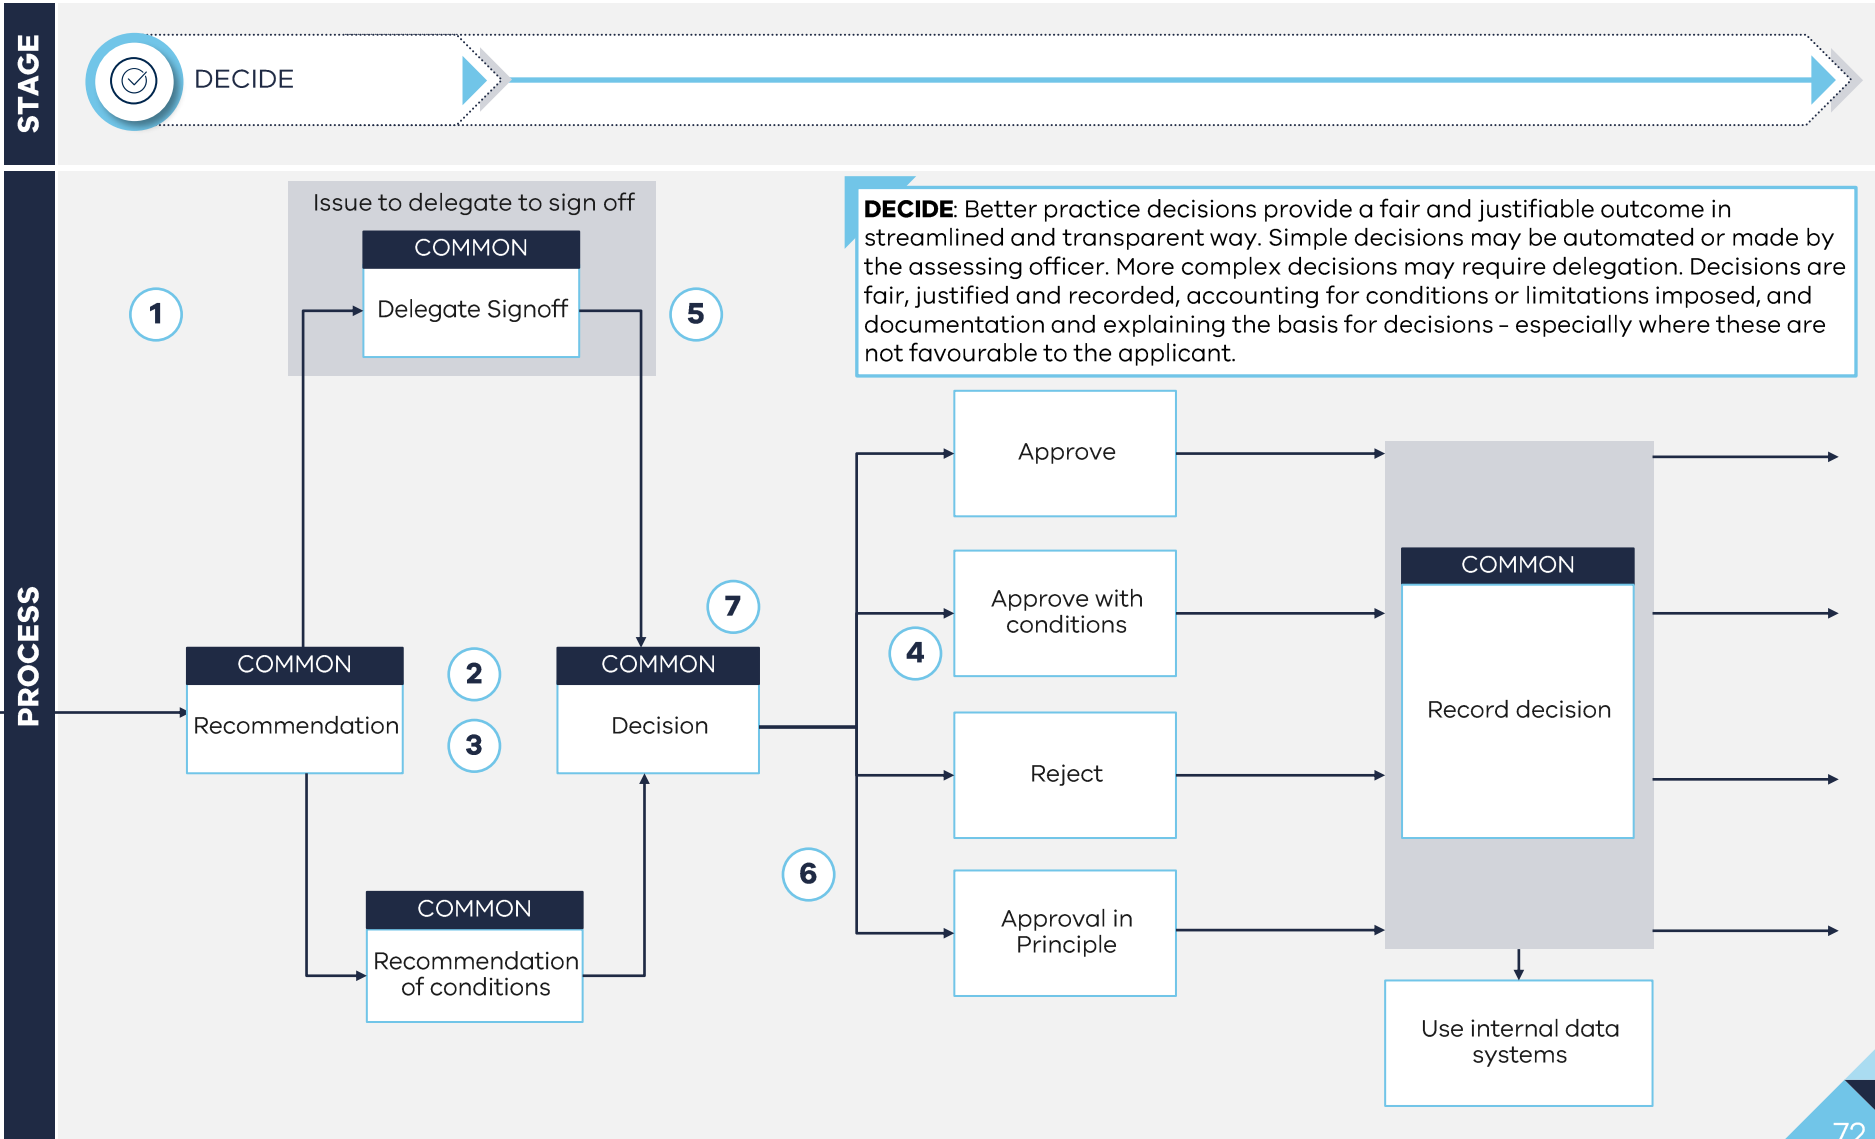 STAGE
DECIDE
PROCESS
Issue to delegate to sign off
COMMON
Delegate Signoff
1
5
DECIDE: Better practice decisions provide a fair and justifiable outcome in
streamlined and transparent way. Simple decisions may be automated or made by
the assessing officer. More complex decisions may require delegation. Decisions are
fair, justified and recorded, accounting for conditions or limitations imposed, and
documentation and explaining the basis for decisions - especially where these are
not favourable to the applicant.
COMMON
Recommendation
2
3
COMMON
Decision
7
COMMON
Recommendation
of conditions
Approve
Approve with
conditions
4
Reject
6
Approval in
Principle
COMMON
Record decision
Use internal data
systems
72